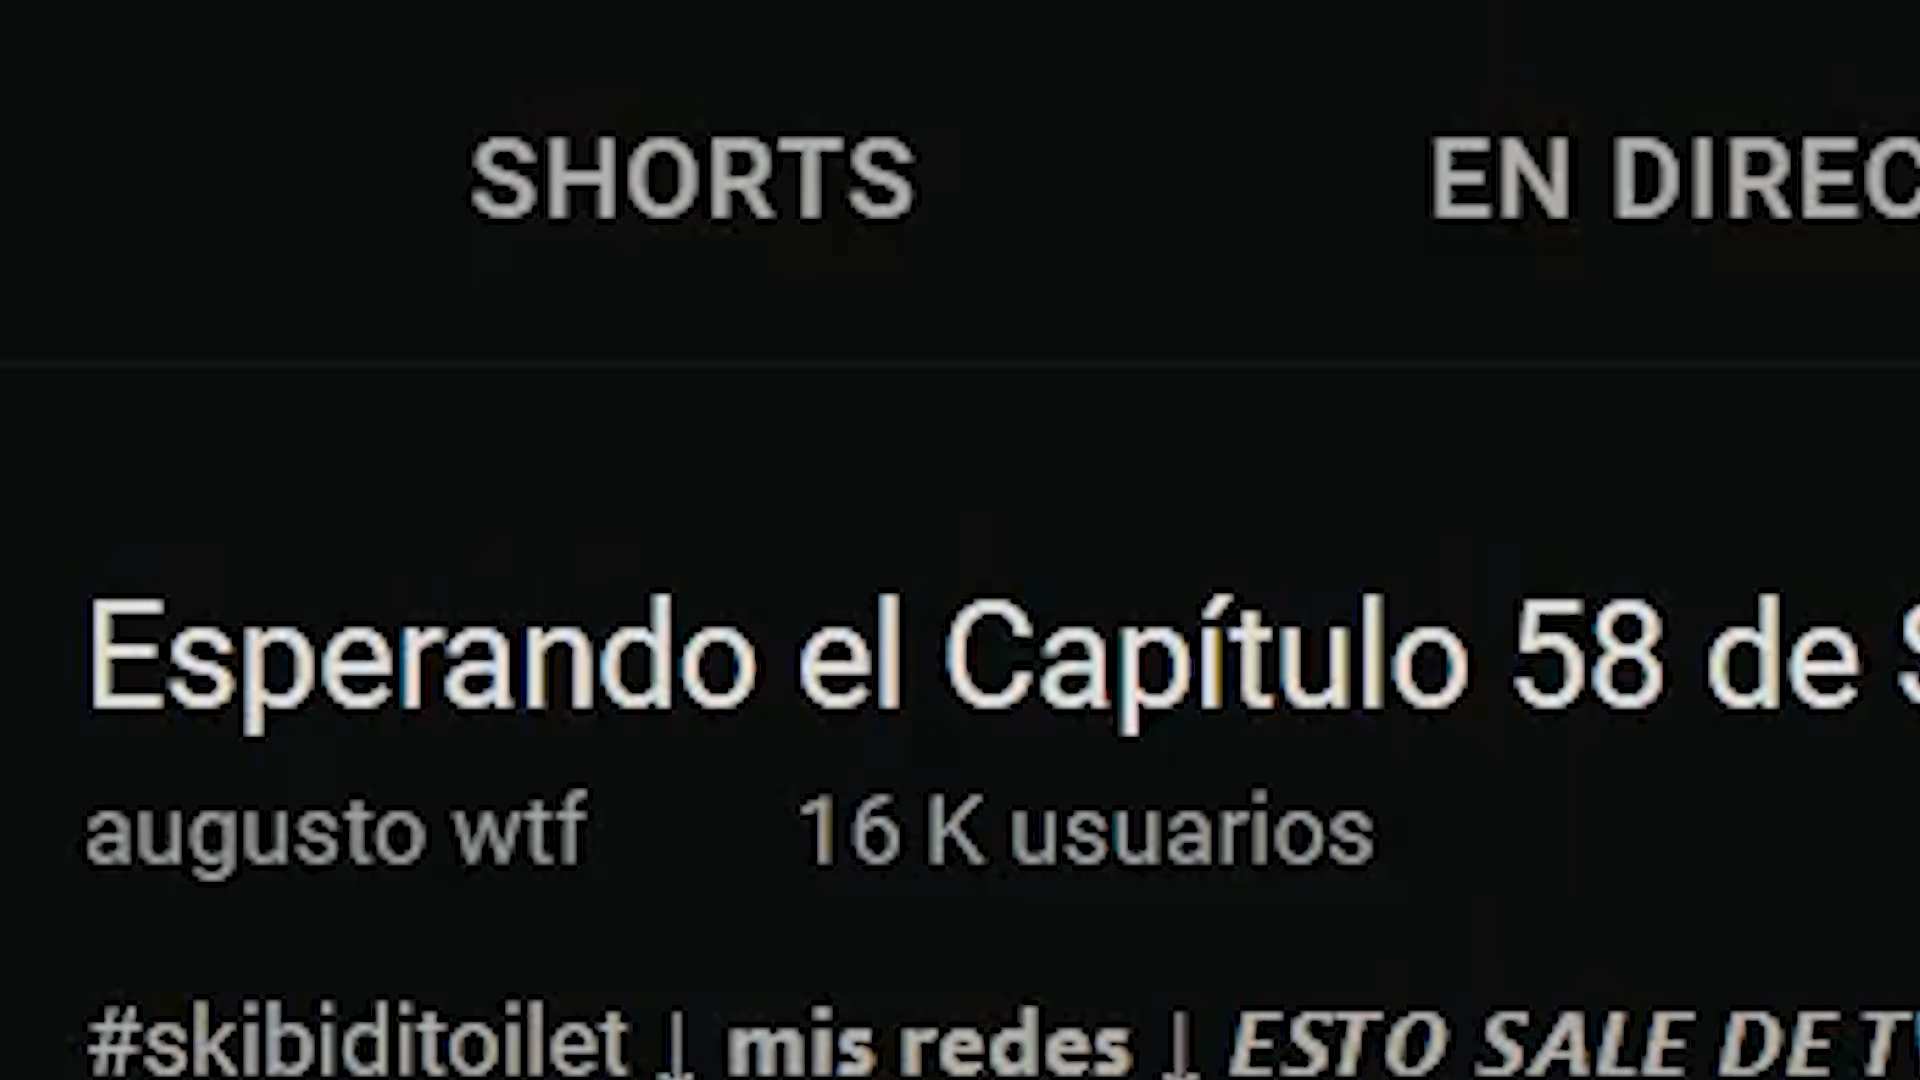 SHORTS EN DIREC
Esperando el Capítulo 58 de S
augusto wtf 16 K usuarios
#skibiditoilet ↓ mis redes ↓ ESTO SALE DE T